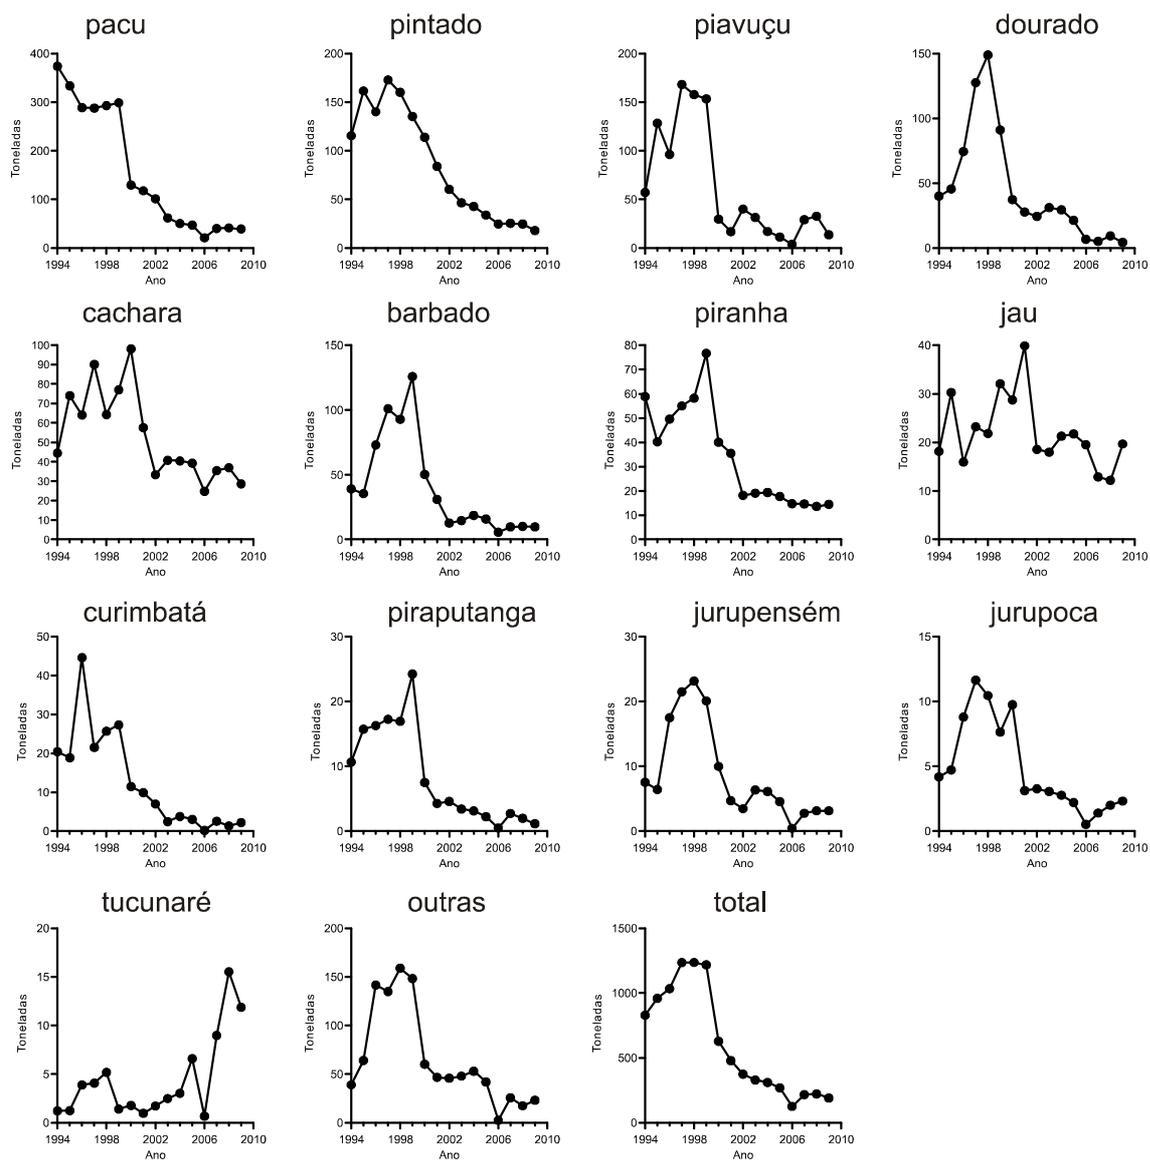 pacu
400
300
200
100
0
Toneladas
1994 1998 2002 2006 2010
Ano
pintado
200
150
100
50
0
Toneladas
1994 1998 2002 2006 2010
Ano
piavuçu
200
150
100
50
0
Toneladas
1994 1998 2002 2006 2010
Ano
dourado
150
100
50
0
Toneladas
1994 1998 2002 2006 2010
Ano
cachara
100
90
80
70
60
50
40
30
20
10
0
Toneladas
1994 1998 2002 2006 2010
Ano
barbado
150
100
50
0
Toneladas
1994 1998 2002 2006 2010
Ano
piranha
80
70
60
50
40
30
20
10
0
Toneladas
1994 1998 2002 2006 2010
Ano
jau
40
30
20
10
0
Toneladas
1994 1998 2002 2006 2010
Ano
curimbatá
50
40
30
20
10
0
Toneladas
1994 1998 2002 2006 2010
Ano
piraputanga
30
20
10
0
Toneladas
1994 1998 2002 2006 2010
Ano
jurupensém
30
20
10
0
Toneladas
1994 1998 2002 2006 2010
Ano
jurupoca
15
10
5
0
Toneladas
1994 1998 2002 2006 2010
Ano
tucunaré
20
15
10
5
0
Toneladas
1994 1998 2002 2006 2010
Ano
outras
200
150
100
50
0
Toneladas
1994 1998 2002 2006 2010
Ano
total
1500
1000
500
0
Toneladas
1994 1998 2002 2006 2010
Ano